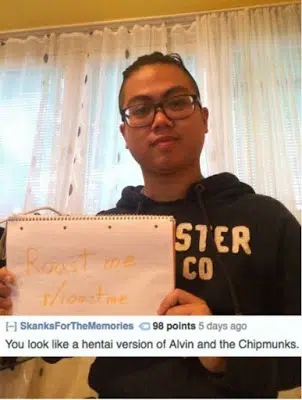 Roast me
r/roastme
STER
CO
[-] SkanksForTheMemories 98 points 5 days ago
You look like a hentai version of Alvin and the Chipmunks.